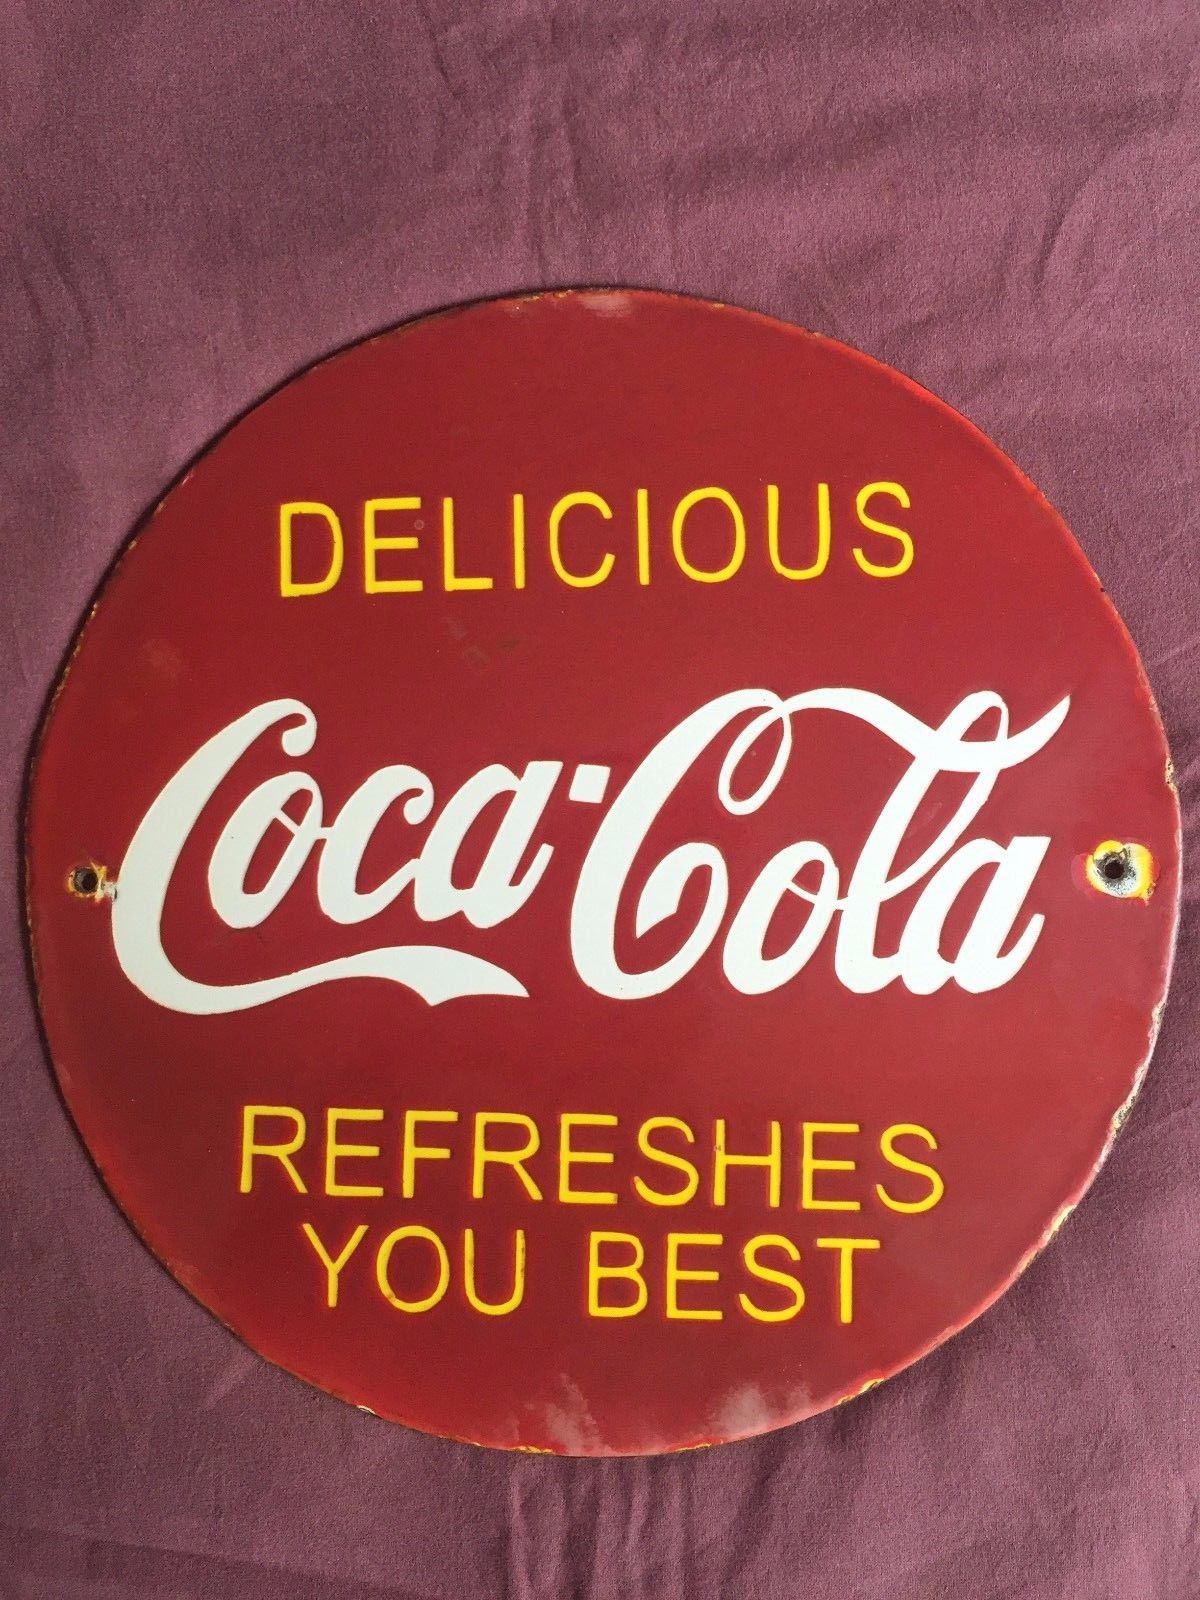 DELICIOUS
Coca-Cola
REFRESHES
YOU BEST